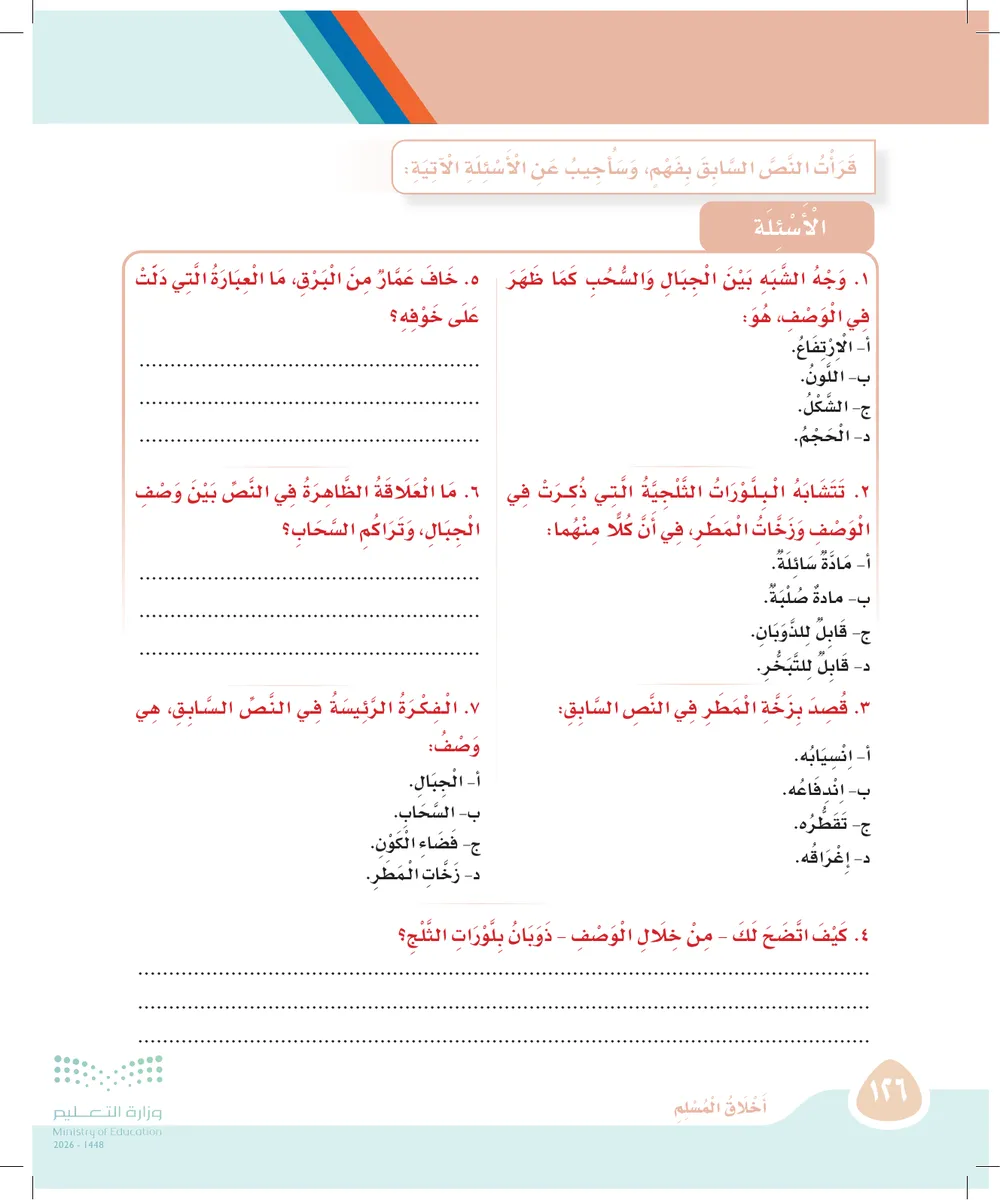 قَرَأْتُ النَّصَّ السَّابِقَ بِفَهْمٍ، وَسَأُجِيبُ عَنِ الْأَسْئِلَةِ الْآتِيَةِ:
الْأَسْئِلَة
١. وَجْهُ الشَّبَهِ بَيْنَ الْجِبَالِ وَالسُّحُبِ كَمَا ظَهَرَ
فِي الْوَصْفِ، هُوَ:
أ- الْاِرْتِفَاعُ.
ب- اللَّونُ.
ج- الشَّكْلُ.
د- الْحَجْمُ.
٢. تَتَشَابَهُ الْبِلَّوْرَاتُ الثَّلْجِيَّةُ الَّتِي ذُكِرَتْ فِي
الْوَصْفِ وَزَخَّاتُ الْمَطَرِ، فِي أَنَّ كُلًّا مِنْهُما:
أ- مَادَّةٌ سَائِلَةٌ.
ب- مادةٌ صُلْبَةٌ.
ج- قَابِلٌ لِلذَّوَبَانِ.
د- قَابِلٌ لِلتَّبَخُّرِ.
٣. قُصِدَ بِزَخَّةِ الْمَطَرِ فِي النَّصِ السَّابِقِ:
أ- اِنْسِيَابُه.
ب- اِنْدِفَاعُه.
ج- تَقَطُّرُه.
د- إِغْرَاقُه.
٤. كَيْفَ اتَّضَحَ لَكَ - مِنْ خِلَالِ الْوَصْفِ - ذَوَبَانُ بِلَّوْرَاتِ الثَّلْجِ؟
٥. خَافَ عَمَّارٌ مِنَ الْبَرْقِ، مَا الْعِبَارَةُ الَّتِي دَلَّتْ
عَلَى خَوْفِهِ؟
٦. مَا الْعَلَاقَةُ الظَّاهِرَةُ فِي النَّصِّ بَيْنَ وَصْفِ
الْجِبَالِ، وَتَرَاكُمِ السَّحَابِ؟
٧. الْفِكْرَةُ الرَّئِيسَةُ فِي النَّصِّ السَّابِقِ، هِي
وَصْفُ:
أ- الْجِبَالِ.
ب- السَّحَابِ.
ج- فَضَاءِ الْكَوْنِ.
د- زَخَّاتِ الْمَطَرِ.
١٢٦
أَخْلَاقُ الْمُسْلِمِ
وزارة التعـــليم
Ministry of Education
2026 - 1448